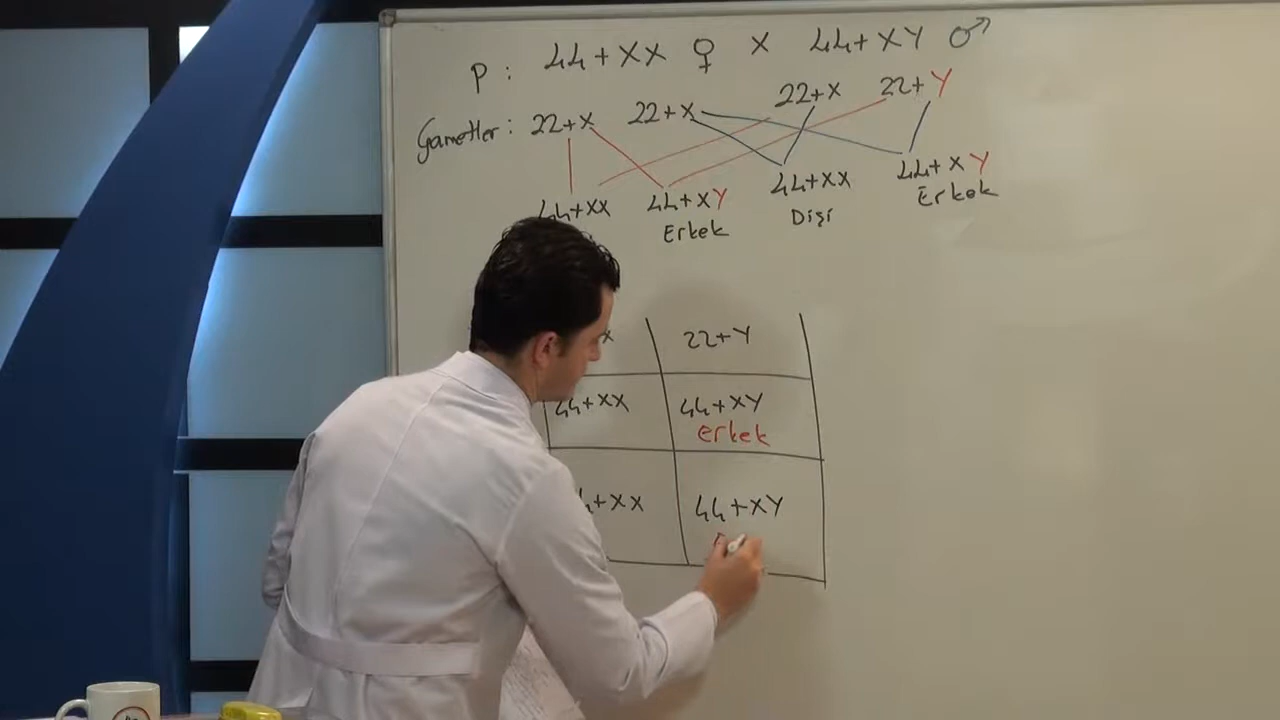 P: 44+XX ♀ x 44+XY ♂
Gametler: 22+X 22+X 22+X 22+Y
44+XX 44+XY 44+XX 44+XY
Erkek Dişi Erkek
22+Y
44+XX 44+XY
erkek
44+XY